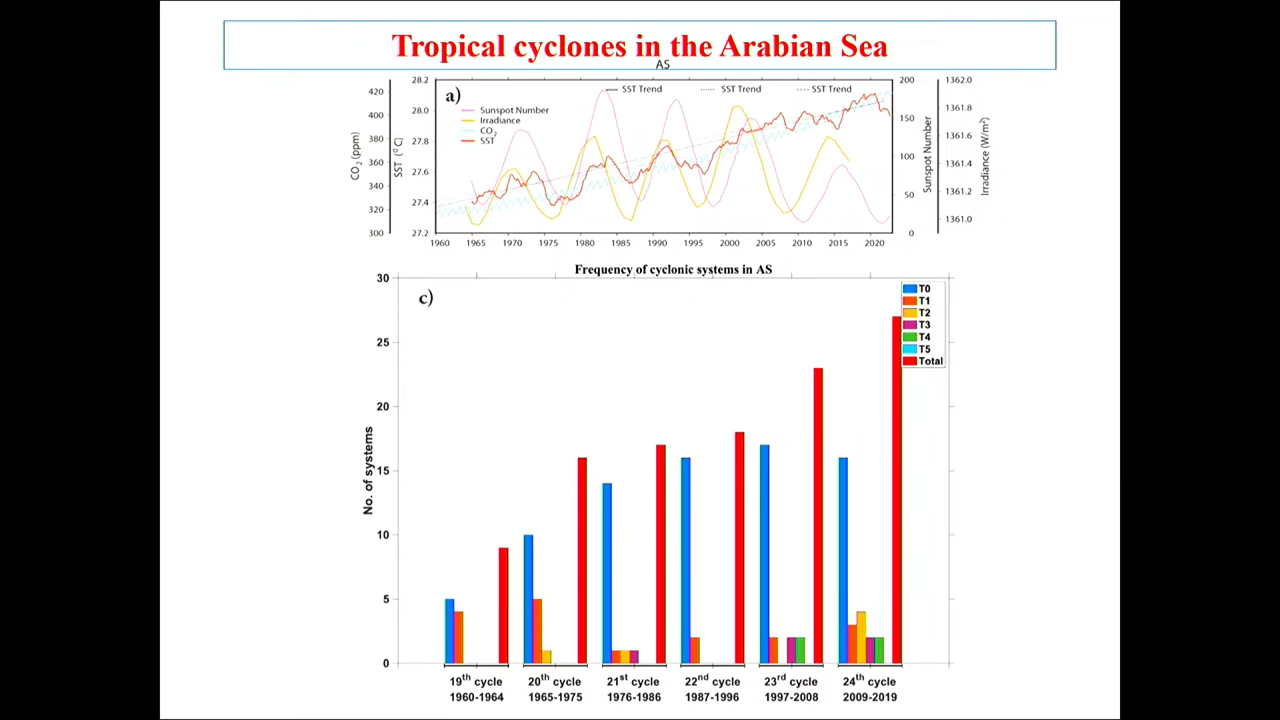 Tropical cyclones in the Arabian Sea
AS
a)
SST Trend SST Trend SST Trend
Sunspot Number
Irradiance
CO2
SST
CO2 (ppm)
420
400
380
360
340
320
300
SST (°C)
28.2
28.0
27.8
27.6
27.4
27.2
200
150
100
50
0
Sunspot Number
1362.0
1361.8
1361.6
1361.4
1361.2
1361.0
Irradiance (W/m²)
1960 1965 1970 1975 1980 1985 1990 1995 2000 2005 2010 2015 2020
Frequency of cyclonic systems in AS
c)
30
25
20
15
10
5
0
No. of systems
T0
T1
T2
T3
T4
T5
Total
19th cycle 20th cycle 21st cycle 22nd cycle 23rd cycle 24th cycle
1960-1964 1965-1975 1976-1986 1987-1996 1997-2008 2009-2019